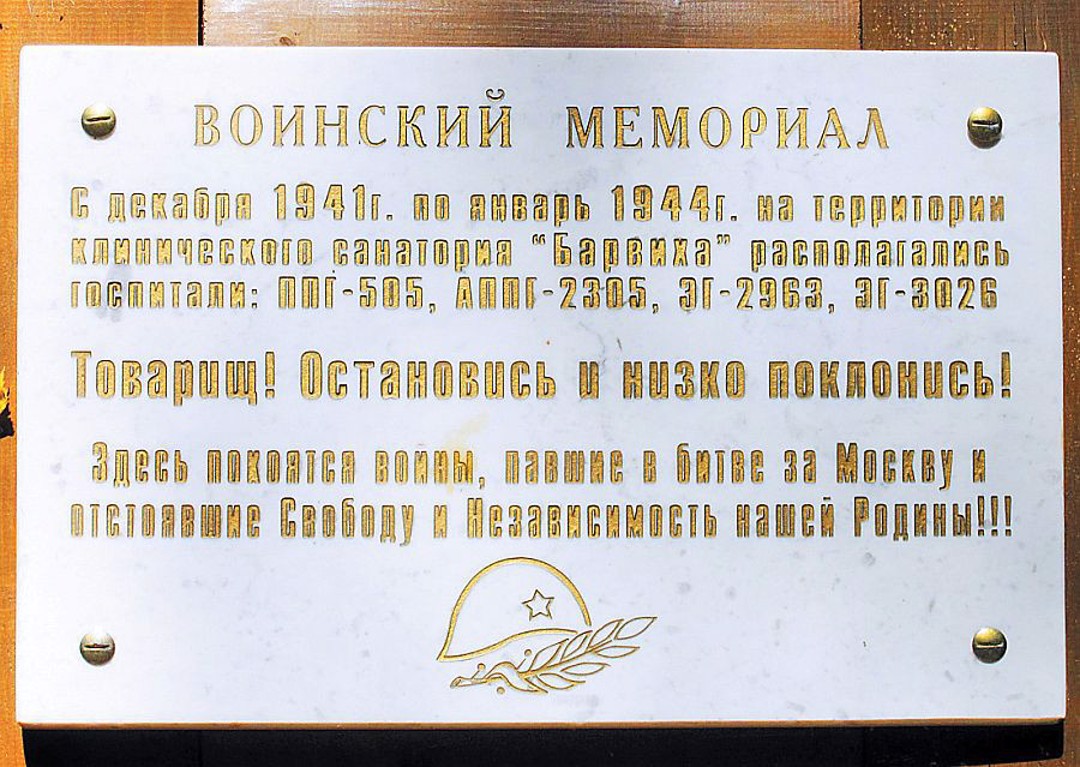 ВОИНСКИЙ МЕМОРИАЛ
С декабря 1941г. по январь 1944г. на территории
клинического санатория "Барвиха" располагались
госпитали: ППГ-505, АППГ-2305, ЭГ-2963, ЭГ-3026
Товарищ! Остановись и низко поклонись!
Здесь покоятся воины, павшие в битве за Москву и
отстоявшие Свободу и Независимость нашей Родины!!!